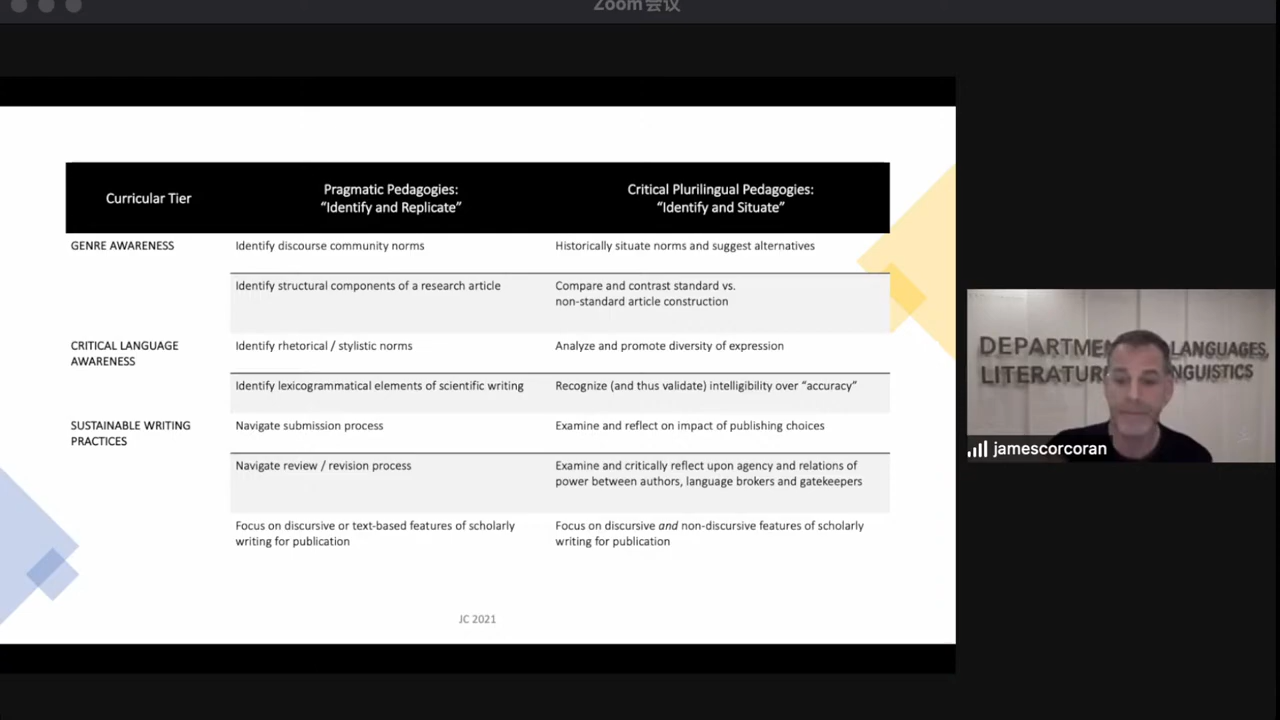 Zoom会议
Curricular Tier
Pragmatic Pedagogies:
“Identify and Replicate”
Critical Plurilingual Pedagogies:
“Identify and Situate”
GENRE AWARENESS
Identify discourse community norms
Historically situate norms and suggest alternatives
Identify structural components of a research article
Compare and contrast standard vs.
non-standard article construction
CRITICAL LANGUAGE
AWARENESS
Identify rhetorical / stylistic norms
Analyze and promote diversity of expression
Identify lexicogrammatical elements of scientific writing
Recognize (and thus validate) intelligibility over “accuracy”
SUSTAINABLE WRITING
PRACTICES
Navigate submission process
Examine and reflect on impact of publishing choices
Navigate review / revision process
Examine and critically reflect upon agency and relations of
power between authors, language brokers and gatekeepers
Focus on discursive or text-based features of scholarly
writing for publication
Focus on discursive and non-discursive features of scholarly
writing for publication
JC 2021
LANGUAGES,
jamescorcoran